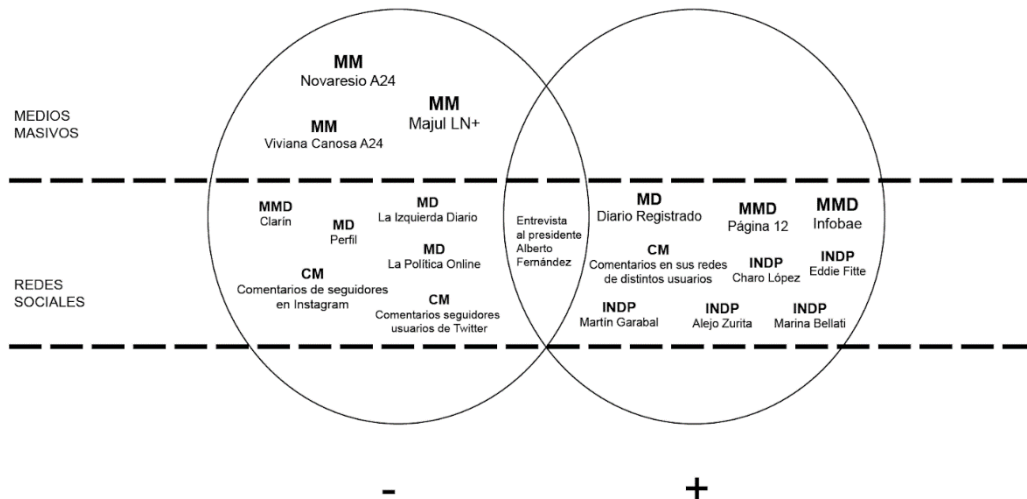 MM
Novaresio A24
MM
Majul LN+
MM
Viviana Canosa A24
MEDIOS
MASIVOS
MMD
Clarín
MD
Perfil
MD
La Izquierda Diario
MD
La Política Online
CM
Comentarios de seguidores
en Instagram
CM
Comentarios seguidores
usuarios de Twitter
REDES
SOCIALES
Entrevista
al presidente
Alberto
Fernández
MD
Diario Registrado
MMD
Página 12
MMD
Infobae
CM
Comentarios en sus redes
de distintos usuarios
INDP
Charo López
INDP
Eddie Fitte
INDP
Martín Garabal
INDP
Alejo Zurita
INDP
Marina Bellati
-
+